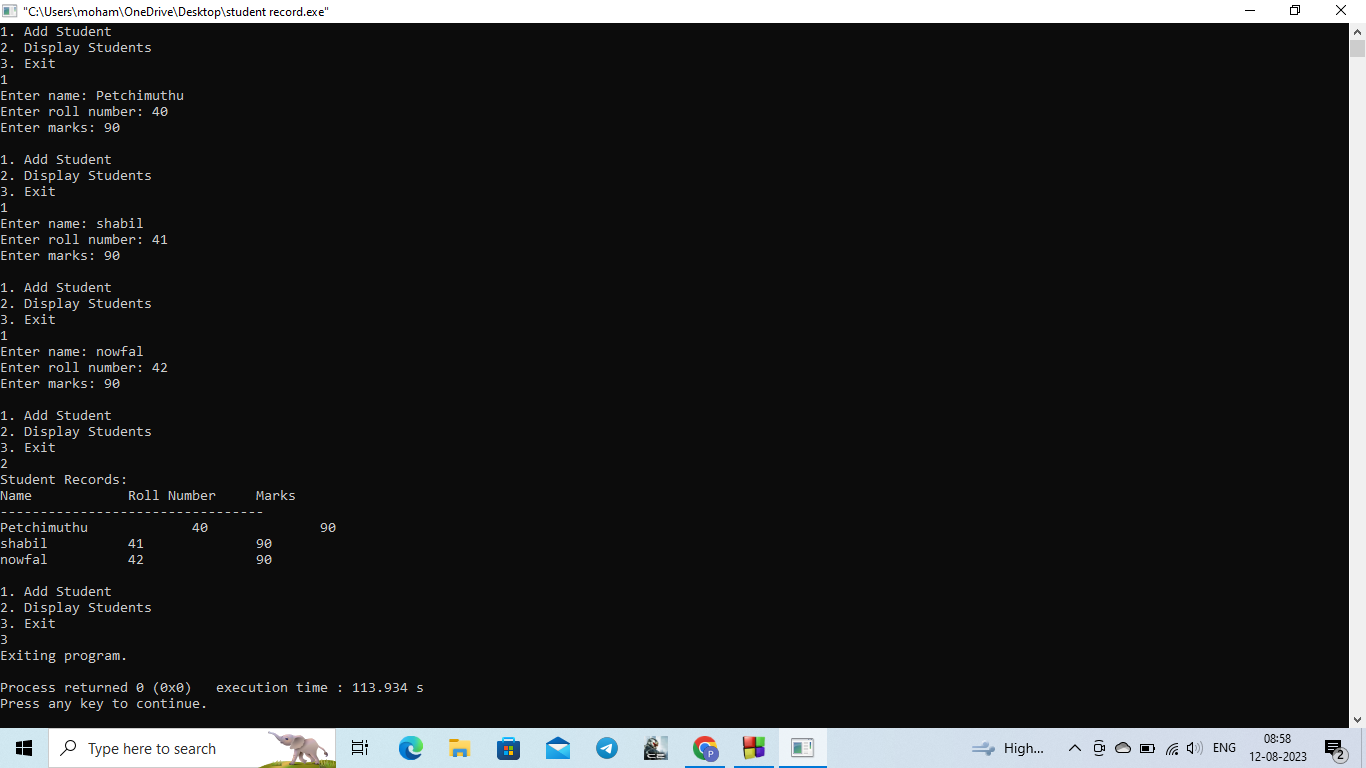 "C:\Users\moham\OneDrive\Desktop\student record.exe"
1. Add Student
2. Display Students
3. Exit
1
Enter name: Petchimuthu
Enter roll number: 40
Enter marks: 90
1. Add Student
2. Display Students
3. Exit
1
Enter name: shabil
Enter roll number: 41
Enter marks: 90
1. Add Student
2. Display Students
3. Exit
1
Enter name: nowfal
Enter roll number: 42
Enter marks: 90
1. Add Student
2. Display Students
3. Exit
2
Student Records:
Name Roll Number Marks
---------------------------------
Petchimuthu 40 90
shabil 41 90
nowfal 42 90
1. Add Student
2. Display Students
3. Exit
3
Exiting program.
Process returned 0 (0x0) execution time : 113.934 s
Press any key to continue.
Type here to search
High...
ENG
08:58
12-08-2023
2